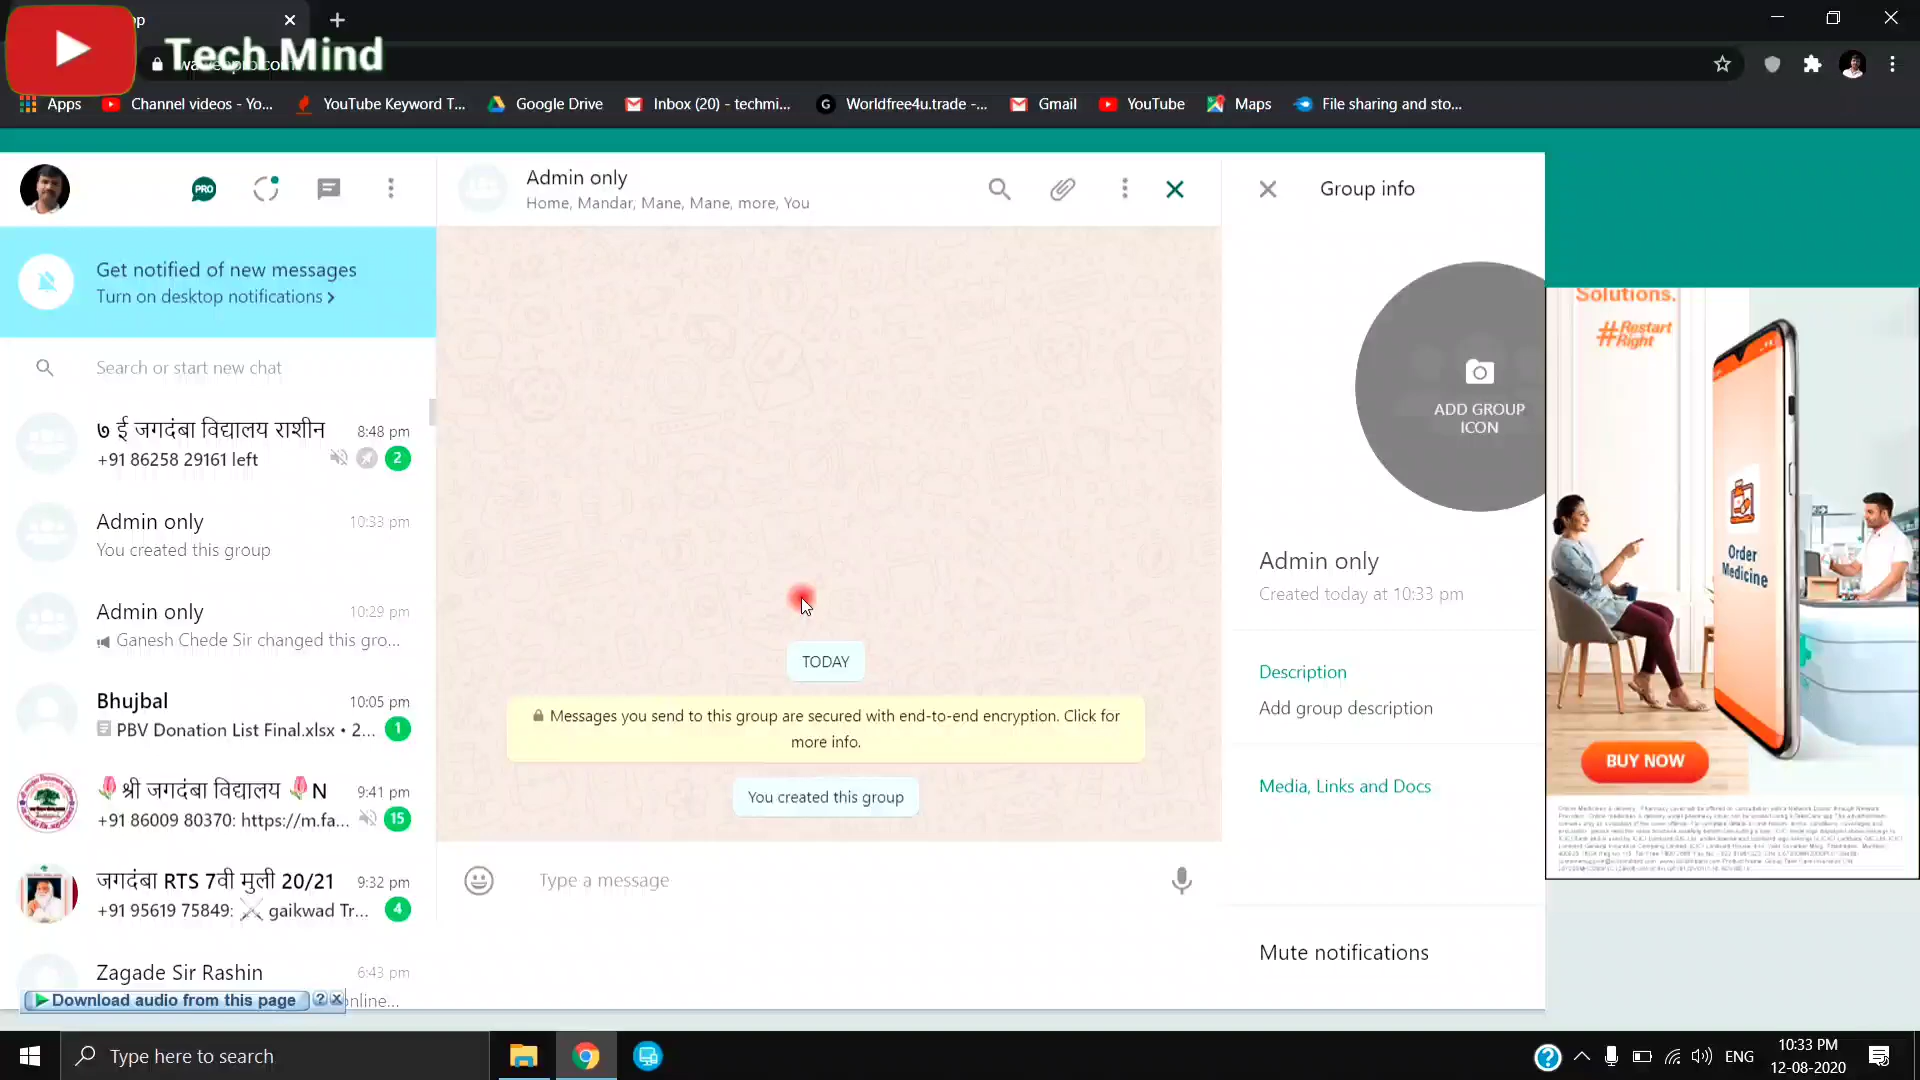 Tech Mind
Apps
Channel videos - Yo...
YouTube Keyword T...
Google Drive
Inbox (20) - techmi...
Worldfree4u.trade -...
Gmail
YouTube
Maps
File sharing and sto...
PRO
Admin only
Home, Mandar, Mane, Mane, more, You
Group info
Get notified of new messages
Turn on desktop notifications >
Search or start new chat
७ ई जगदंबा विद्यालय राशीन
8:48 pm
+91 86258 29161 left
2
Admin only
10:33 pm
You created this group
Admin only
10:29 pm
Ganesh Chede Sir changed this gro...
Bhujbal
10:05 pm
PBV Donation List Final.xlsx • 2...
1
🌷श्री जगदंबा विद्यालय 🌷N
9:41 pm
+91 86009 80370: https://m.fa...
15
जगदंबा RTS 7वी मुली 20/21
9:32 pm
+91 95619 75849: ⚔ gaikwad Tr...
4
Zagade Sir Rashin
6:43 pm
nline...
Download audio from this page
?
TODAY
Messages you send to this group are secured with end-to-end encryption. Click for
more info.
You created this group
Type a message
ADD GROUP
ICON
Admin only
Created today at 10:33 pm
Description
Add group description
Media, Links and Docs
Mute notifications
Solutions.
#Restart
Right
Order
Medicine
BUY NOW
Type here to search
ENG
10:33 PM
12-08-2020